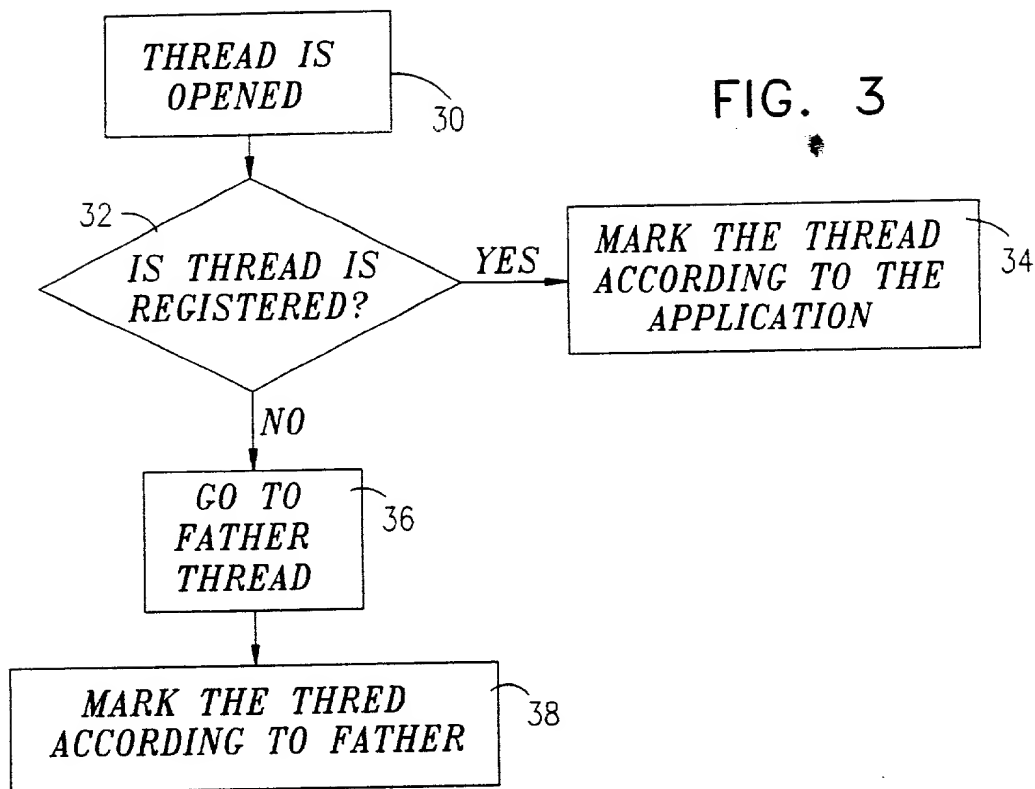 THREAD IS
OPENED
30
FIG. 3
32
IS THREAD IS
REGISTERED?
YES
MARK THE THREAD
ACCORDING TO THE
APPLICATION
34
NO
GO TO
FATHER
THREAD
36
MARK THE THRED
ACCORDING TO FATHER
38